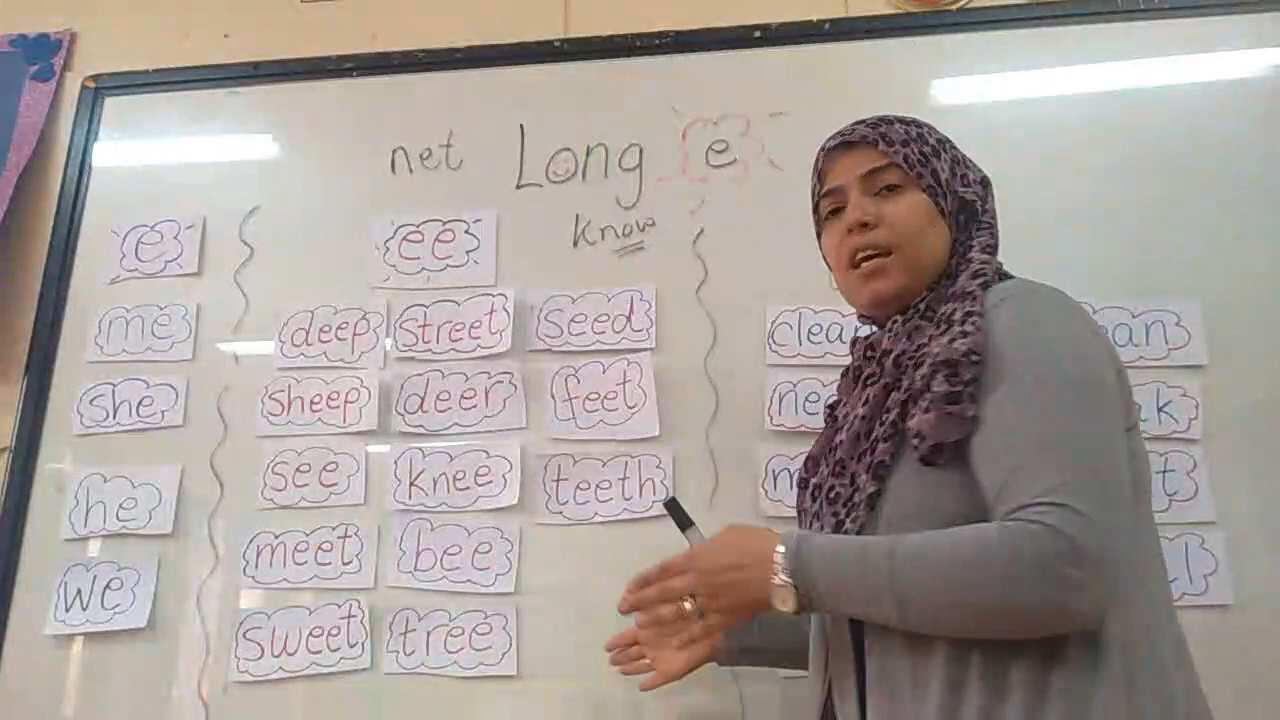 net Long e
know
e
me
she
he
we
ee
deep street seed
sheep deer feet
see knee teeth
meet bee
sweet tree
clean